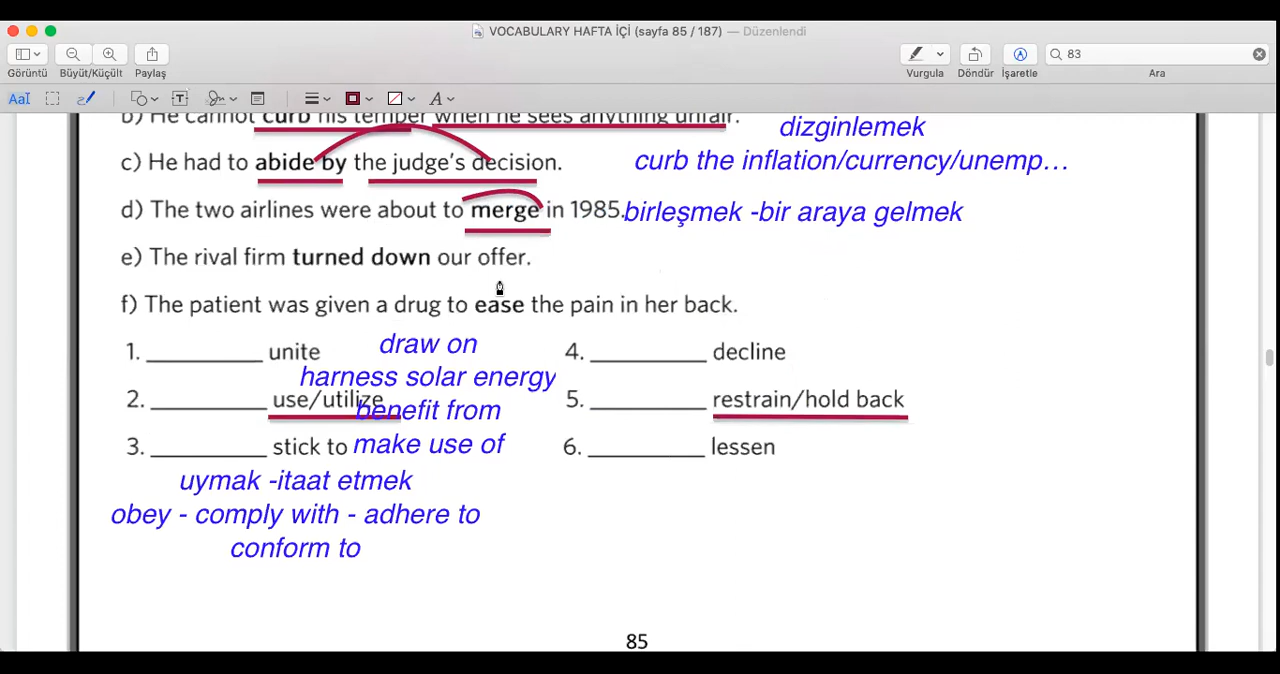 VOCABULARY HAFTA İÇİ (sayfa 85 / 187) — Düzenlendi
83
Görüntü Büyüt/Küçült Paylaş Vurgula Döndür İşaretle Ara
AaI
b) He cannot curb his temper when he sees anything unfair.
dizginlemek
c) He had to abide by the judge's decision.
curb the inflation/currency/unemp…
d) The two airlines were about to merge in 1985.
birleşmek -bir araya gelmek
e) The rival firm turned down our offer.
f) The patient was given a drug to ease the pain in her back.
1. __________ unite
draw on
4. __________ decline
harness solar energy
2. __________ use/utilize
benefit from
5. __________ restrain/hold back
3. __________ stick to
make use of
6. __________ lessen
uymak -itaat etmek
obey - comply with - adhere to
conform to
85